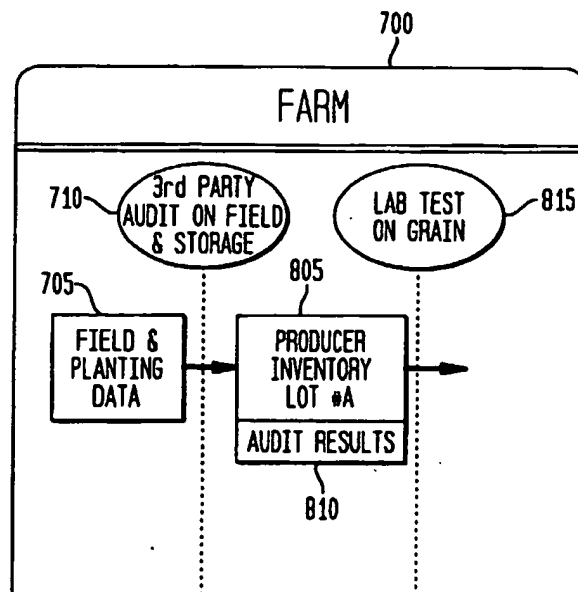 700
FARM
710
3rd PARTY
AUDIT ON FIELD
& STORAGE
LAB TEST
ON GRAIN
815
705
805
FIELD &
PLANTING
DATA
PRODUCER
INVENTORY
LOT #A
AUDIT RESULTS
810